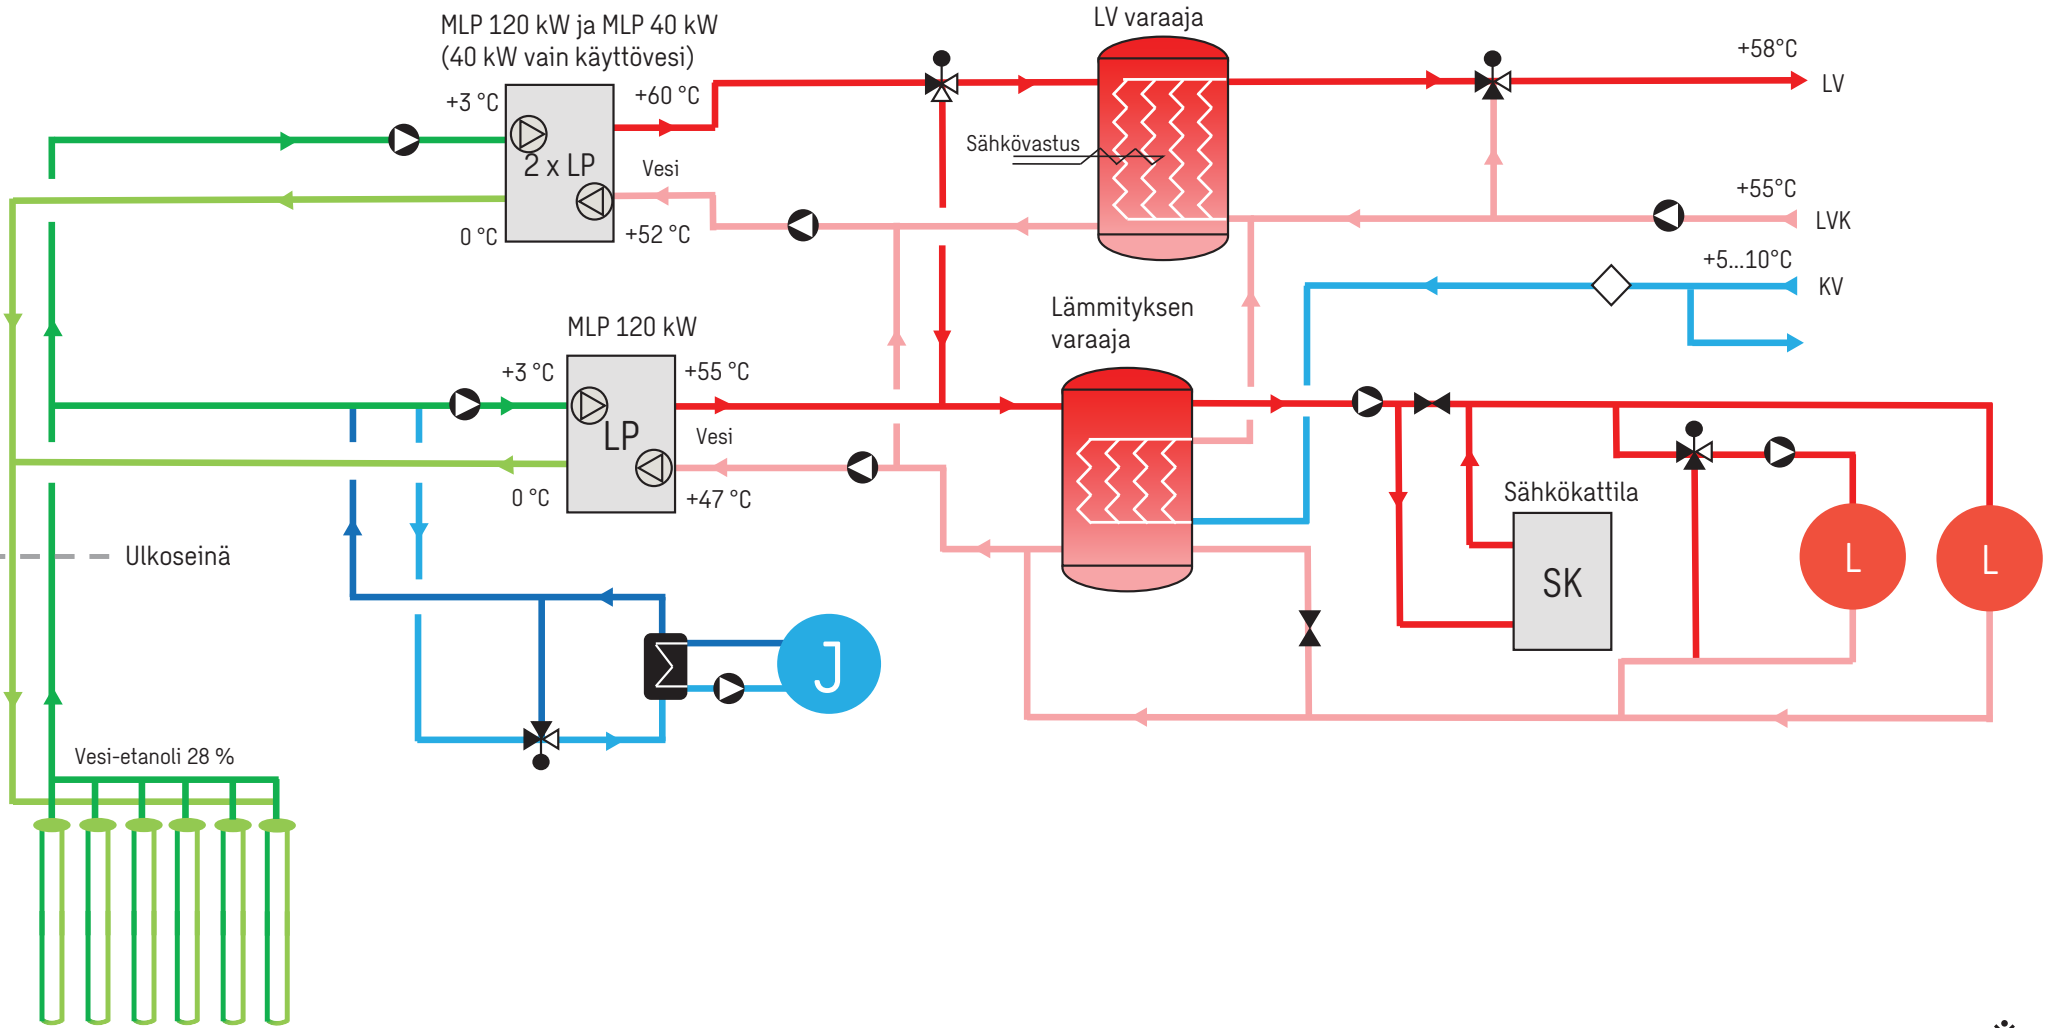 MLP 120 kW ja MLP 40 kW
(40 kW vain käyttövesi)
LV varaaja
+58°C
LV
+3 °C
+60 °C
Sähkövastus
2 x LP
Vesi
+55°C
LVK
0 °C
+52 °C
+5...10°C
KV
Lämmityksen
varaaja
MLP 120 kW
+3 °C
+55 °C
LP
Vesi
0 °C
+47 °C
Sähkökattila
SK
L
L
Ulkoseinä
J
Vesi-etanoli 28 %